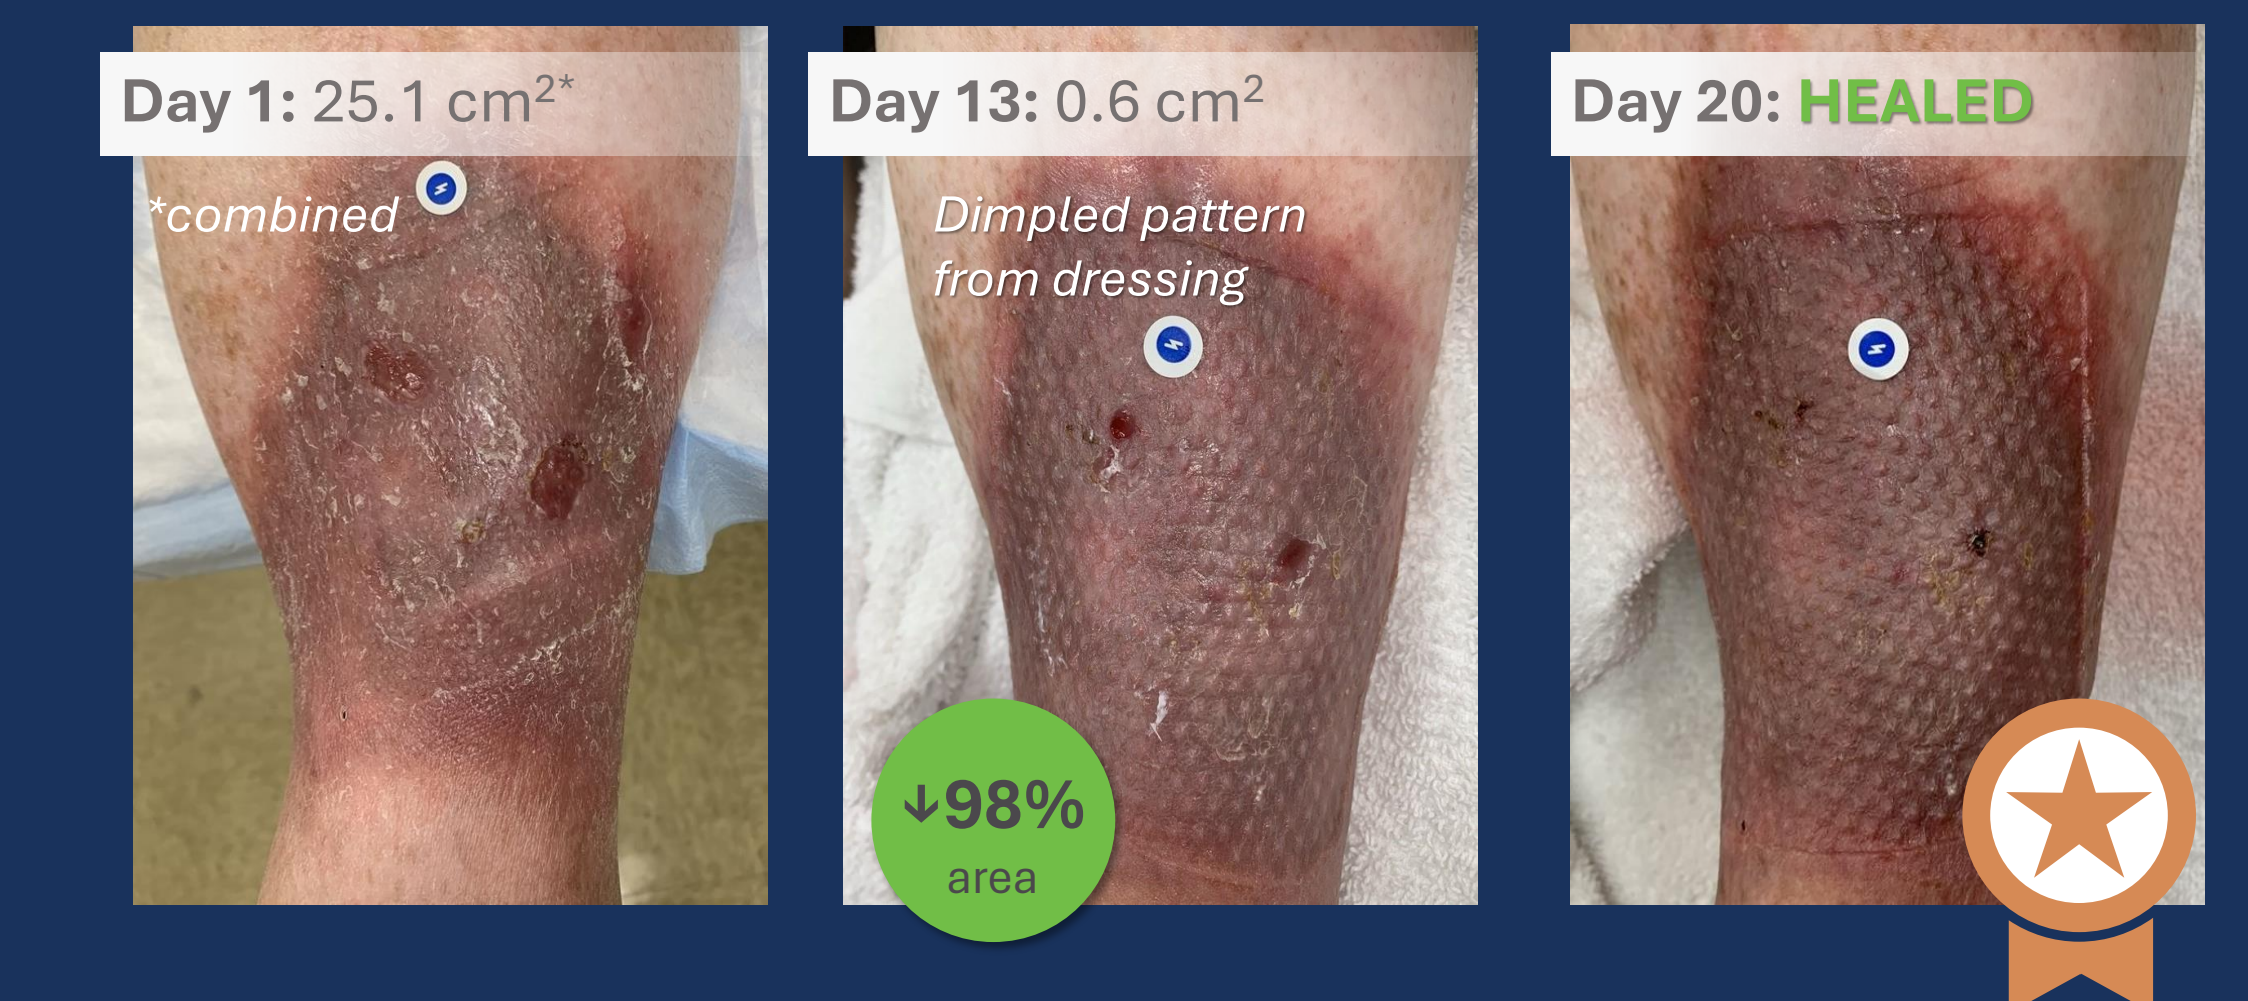 Day 1: 25.1 cm²*
*combined
Day 13: 0.6 cm²
Dimpled pattern
from dressing
↓98%
area
Day 20: HEALED